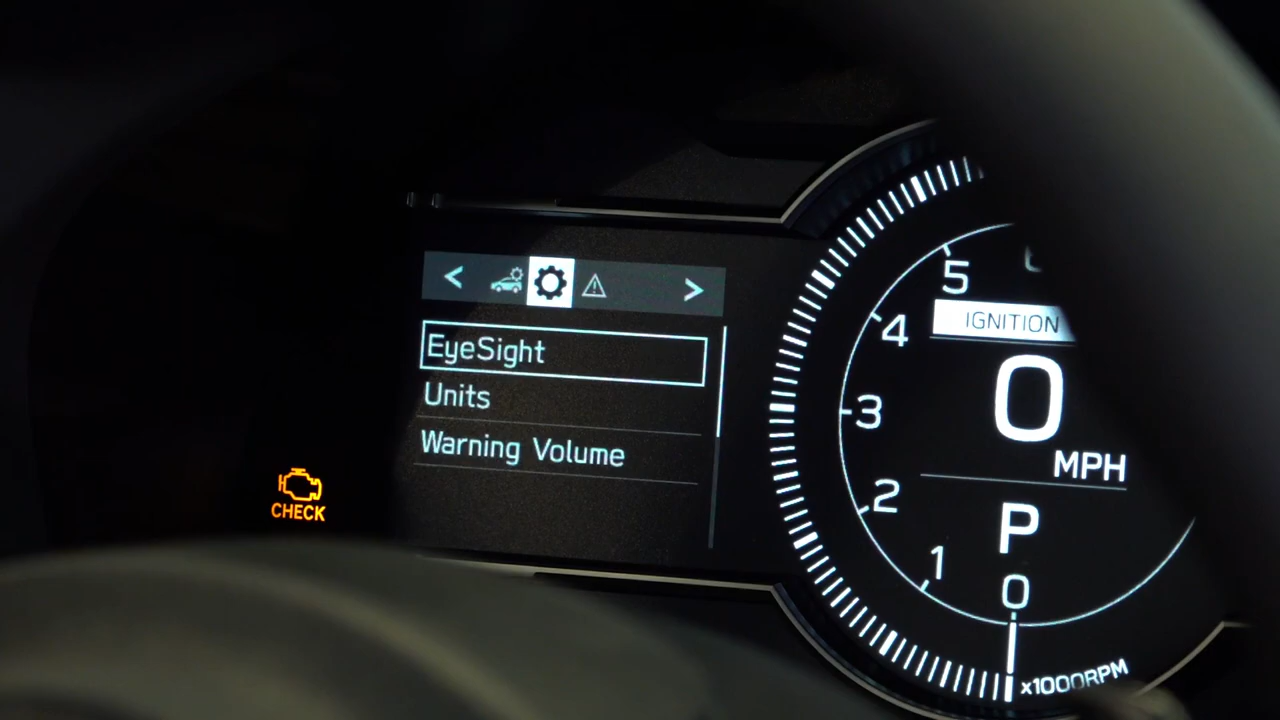 EyeSight
Units
Warning Volume
CHECK
5
4
3
2
1
0
IGNITION
0
MPH
P
x1000RPM